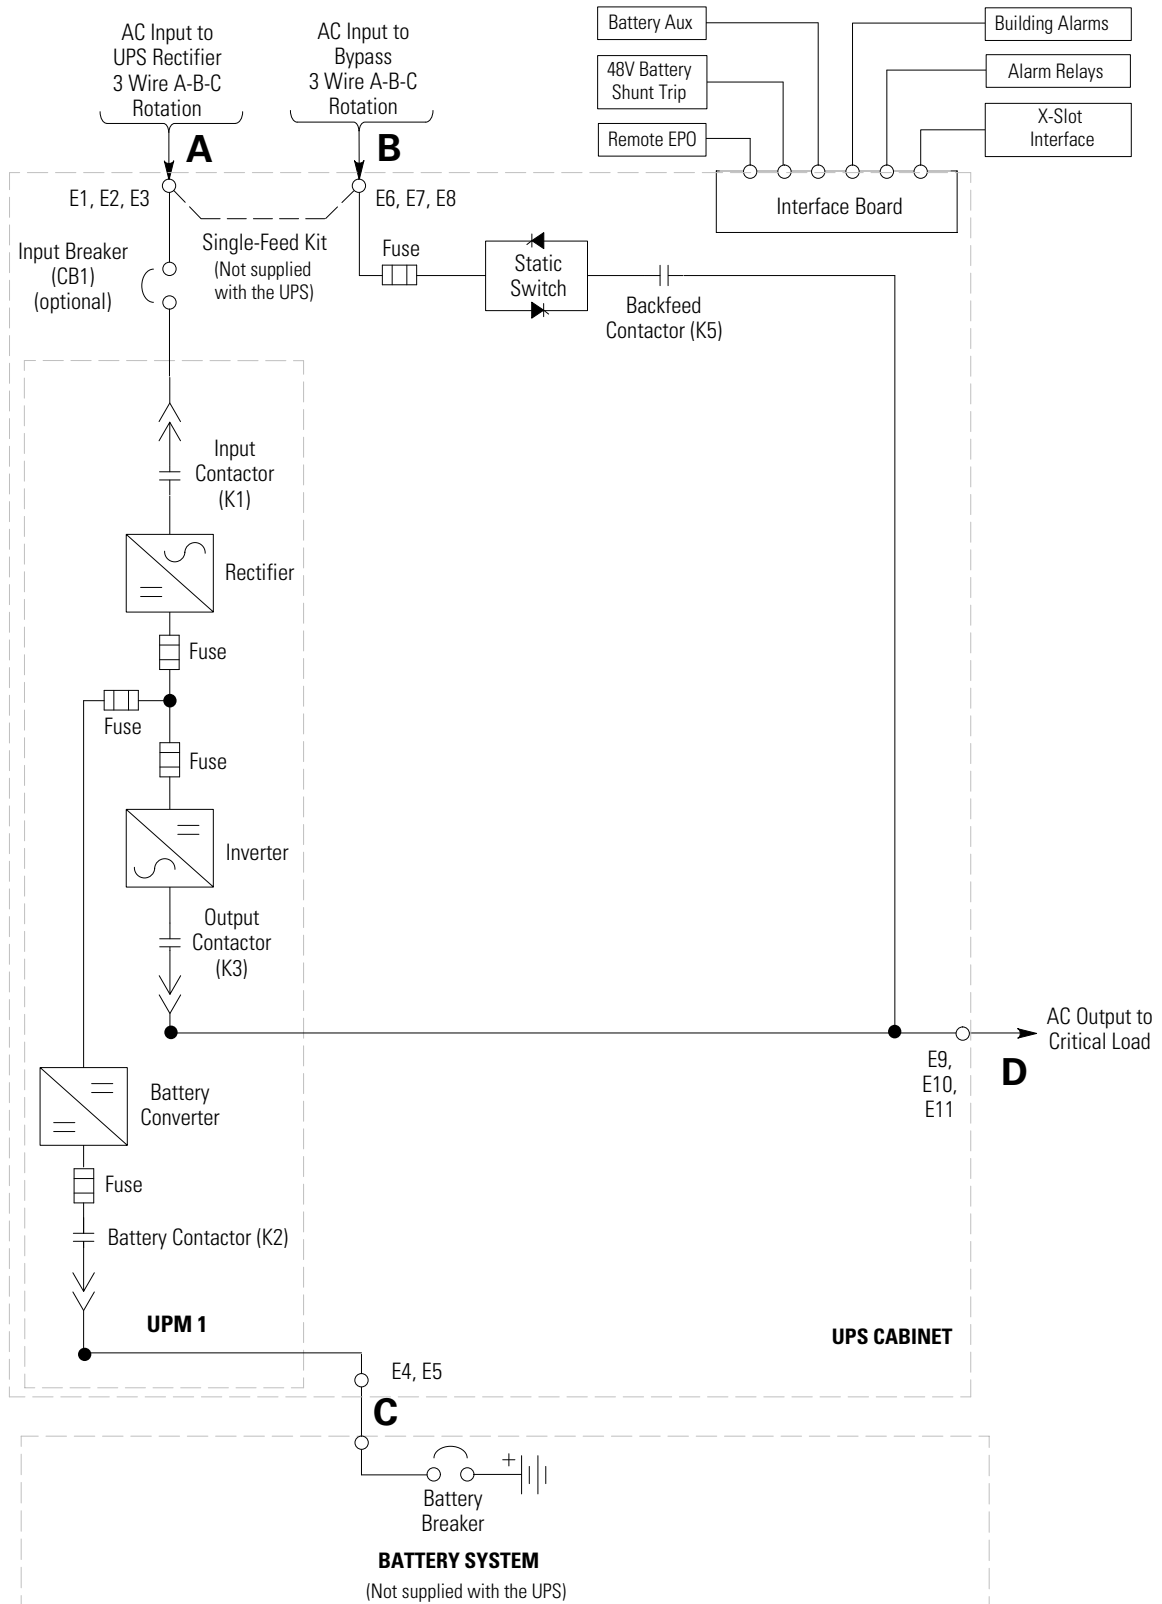 AC Input to
UPS Rectifier
3 Wire A-B-C
Rotation
A
AC Input to
Bypass
3 Wire A-B-C
Rotation
B
Battery Aux
48V Battery
Shunt Trip
Remote EPO
Building Alarms
Alarm Relays
X-Slot
Interface
Interface Board
E1, E2, E3
E6, E7, E8
Single-Feed Kit
(Not supplied
with the UPS)
Input Breaker
(CB1)
(optional)
Fuse
Static
Switch
Backfeed
Contactor (K5)
Input
Contactor
(K1)
Rectifier
Fuse
Fuse
Fuse
Inverter
Output
Contactor
(K3)
AC Output to
Critical Load
D
E9,
E10,
E11
Battery
Converter
Fuse
Battery Contactor (K2)
UPM 1
UPS CABINET
E4, E5
C
+
Battery
Breaker
BATTERY SYSTEM
(Not supplied with the UPS)